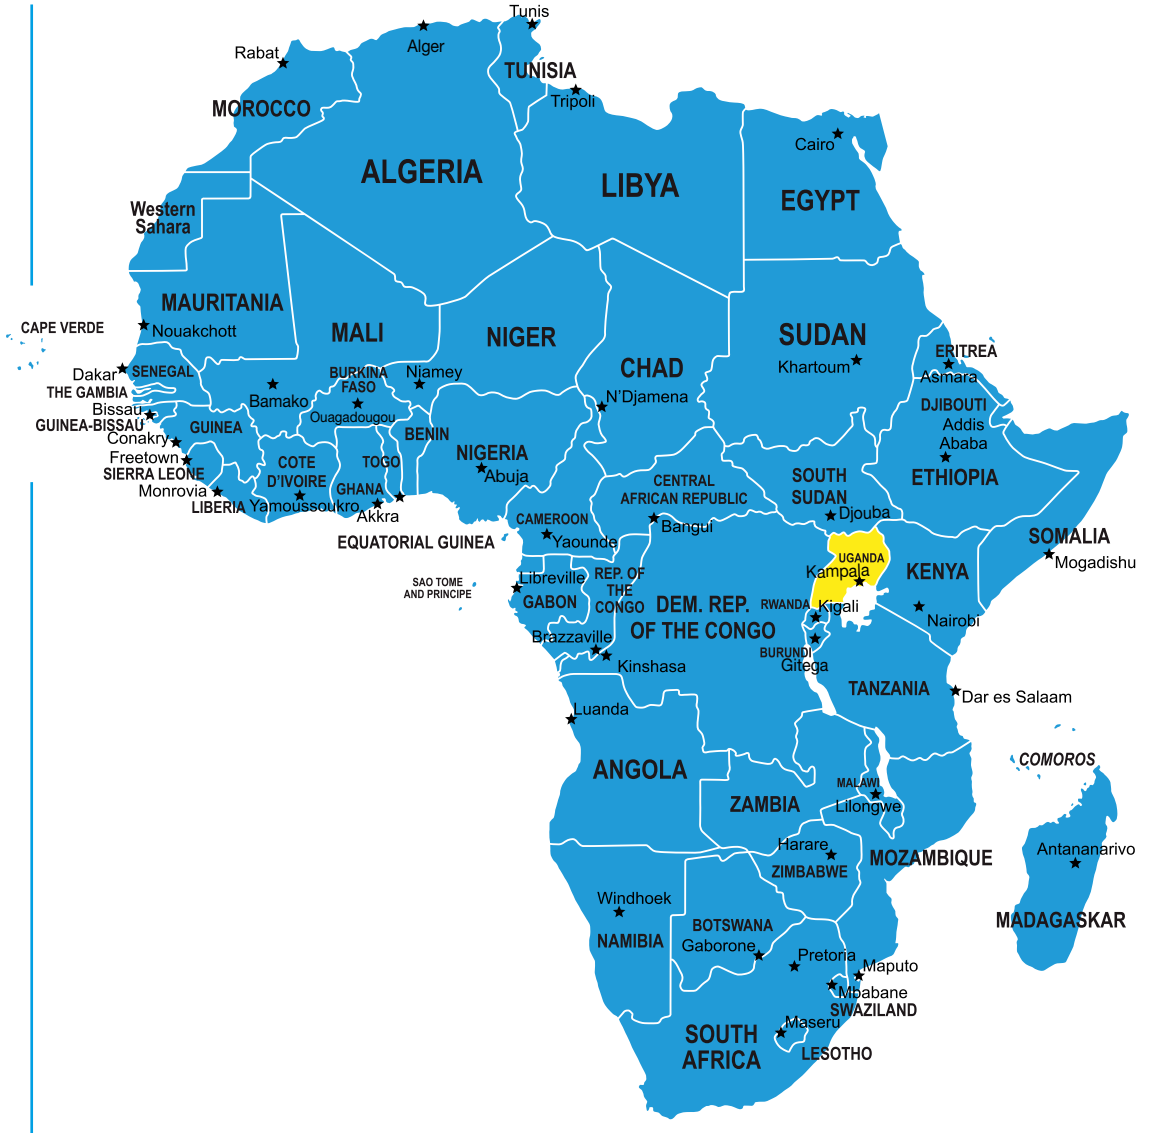 Tunis
Alger
Rabat
TUNISIA
Tripoli
MOROCCO
Cairo
ALGERIA
LIBYA
EGYPT
Western
Sahara
MAURITANIA
Nouakchott
CAPE VERDE
MALI
NIGER
SUDAN
CHAD
Khartoum
ERITREA
Asmara
Dakar
SENEGAL
BURKINA
FASO
Niamey
THE GAMBIA
Bamako
N'Djamena
DJIBOUTI
Bissau
GUINEA-BISSAU
Ouagadougou
Addis
Ababa
GUINEA
BENIN
Conakry
Freetown
SIERRA LEONE
COTE
D'IVOIRE
TOGO
NIGERIA
Abuja
ETHIOPIA
SOUTH
SUDAN
CENTRAL
AFRICAN REPUBLIC
Monrovia
LIBERIA
GHANA
Yamoussoukro
Akkra
Djouba
CAMEROON
Yaounde
Bangui
EQUATORIAL GUINEA
SOMALIA
Mogadishu
UGANDA
Kampala
KENYA
SAO TOME
AND PRINCIPE
Libreville
GABON
REP. OF
THE
CONGO
DEM. REP.
OF THE CONGO
RWANDA
Kigali
Nairobi
Brazzaville
Kinshasa
BURUNDI
Gitega
TANZANIA
Dar es Salaam
Luanda
ANGOLA
COMOROS
MALAWI
Lilongwe
ZAMBIA
Harare
ZIMBABWE
MOZAMBIQUE
Antananarivo
MADAGASKAR
Windhoek
NAMIBIA
BOTSWANA
Gaborone
Pretoria
Maputo
Mbabane
SWAZILAND
Maseru
LESOTHO
SOUTH
AFRICA